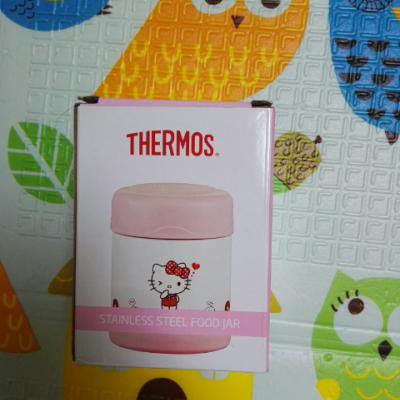 THERMOS®
STAINLESS STEEL FOOD JAR